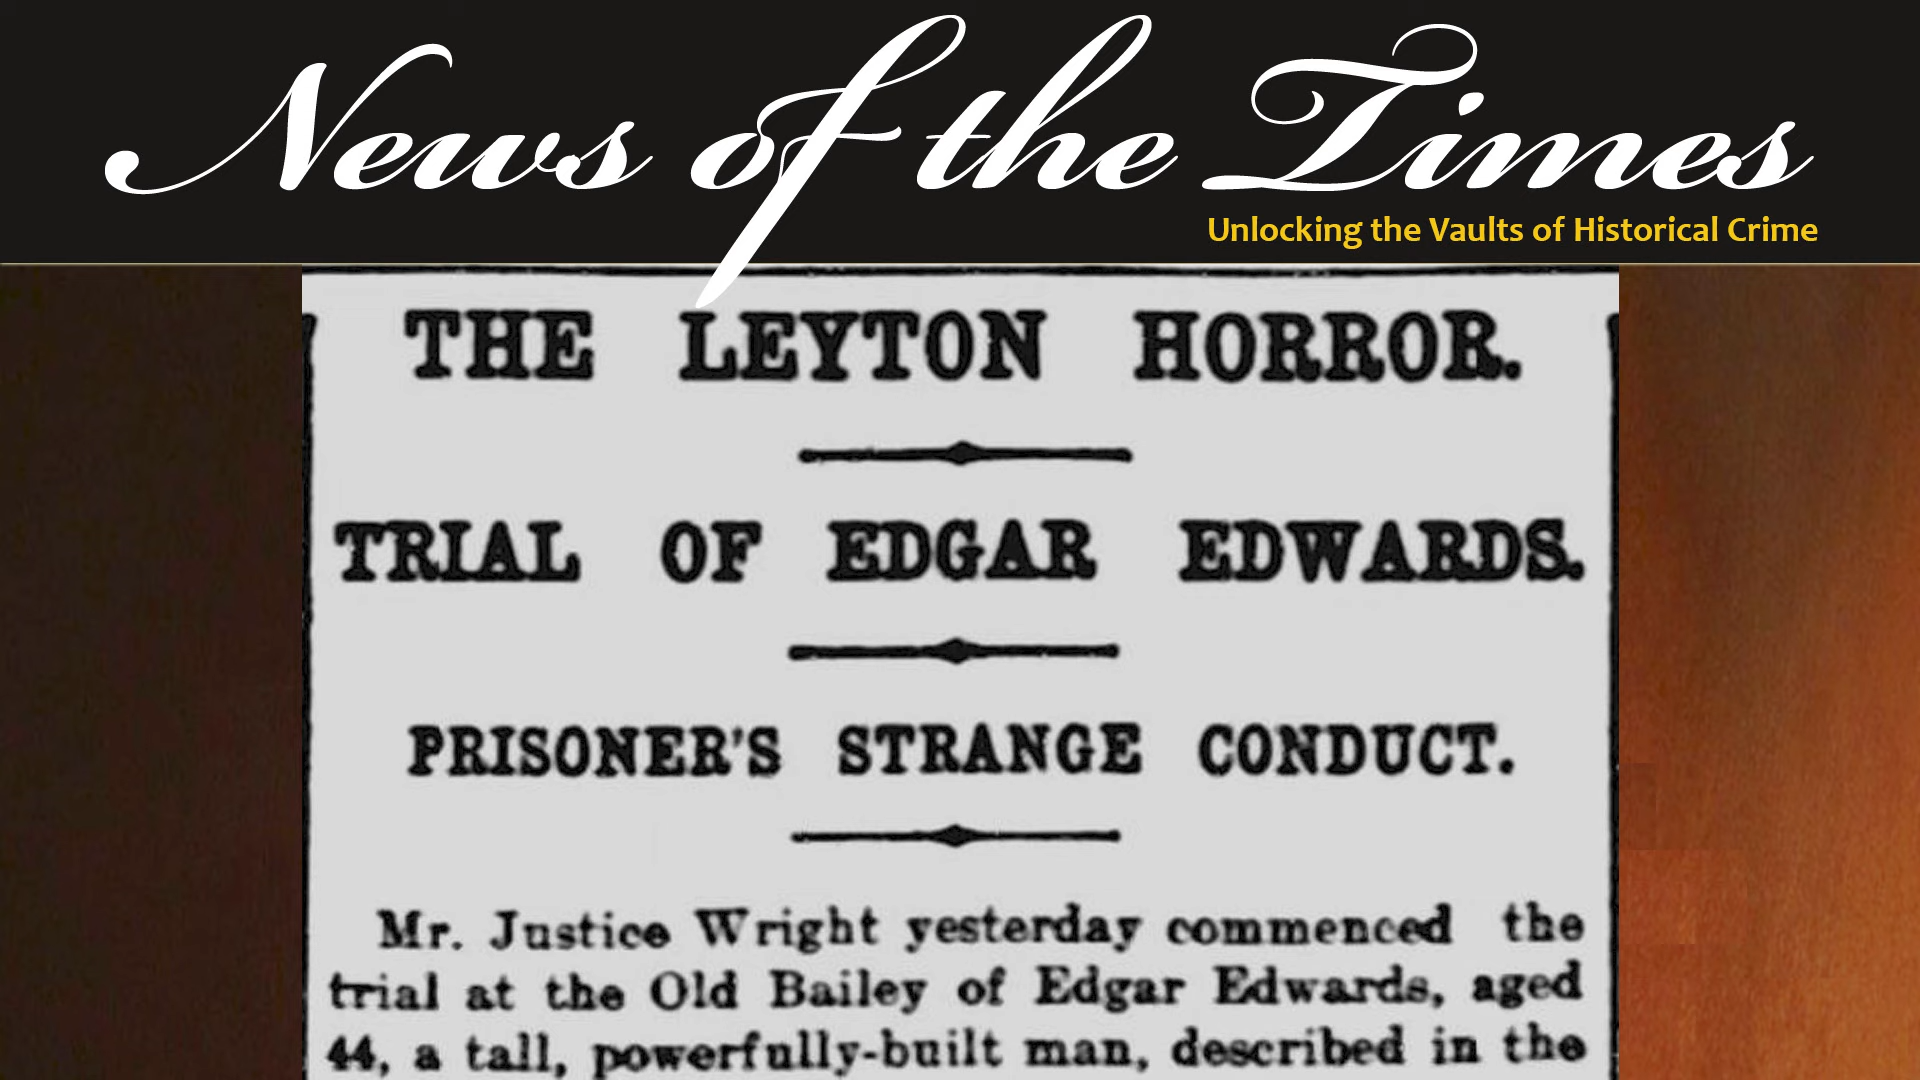 News of the Times
Unlocking the Vaults of Historical Crime
THE LEYTON HORROR.
TRIAL OF EDGAR EDWARDS.
PRISONER'S STRANGE CONDUCT.
Mr. Justice Wright yesterday commenced the
trial at the Old Bailey of Edgar Edwards, aged
44, a tall, powerfully-built man, described in the